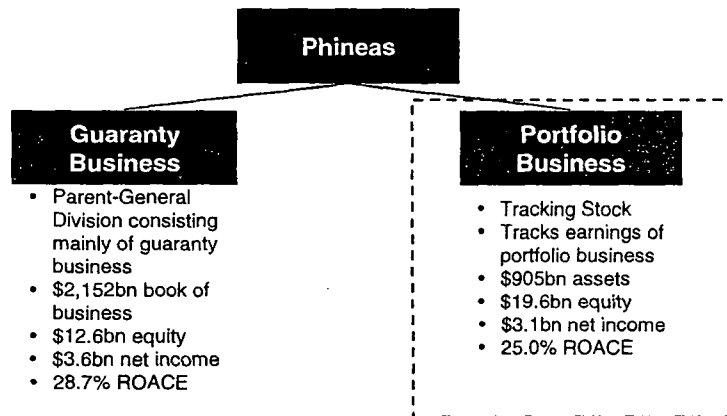 Phineas
Guaranty
Business
• Parent-General
Division consisting
mainly of guaranty
business
• $2,152bn book of
business
• $12.6bn equity
• $3.6bn net income
• 28.7% ROACE
Portfolio
Business
• Tracking Stock
• Tracks earnings of
portfolio business
• $905bn assets
• $19.6bn equity
• $3.1bn net income
• 25.0% ROACE